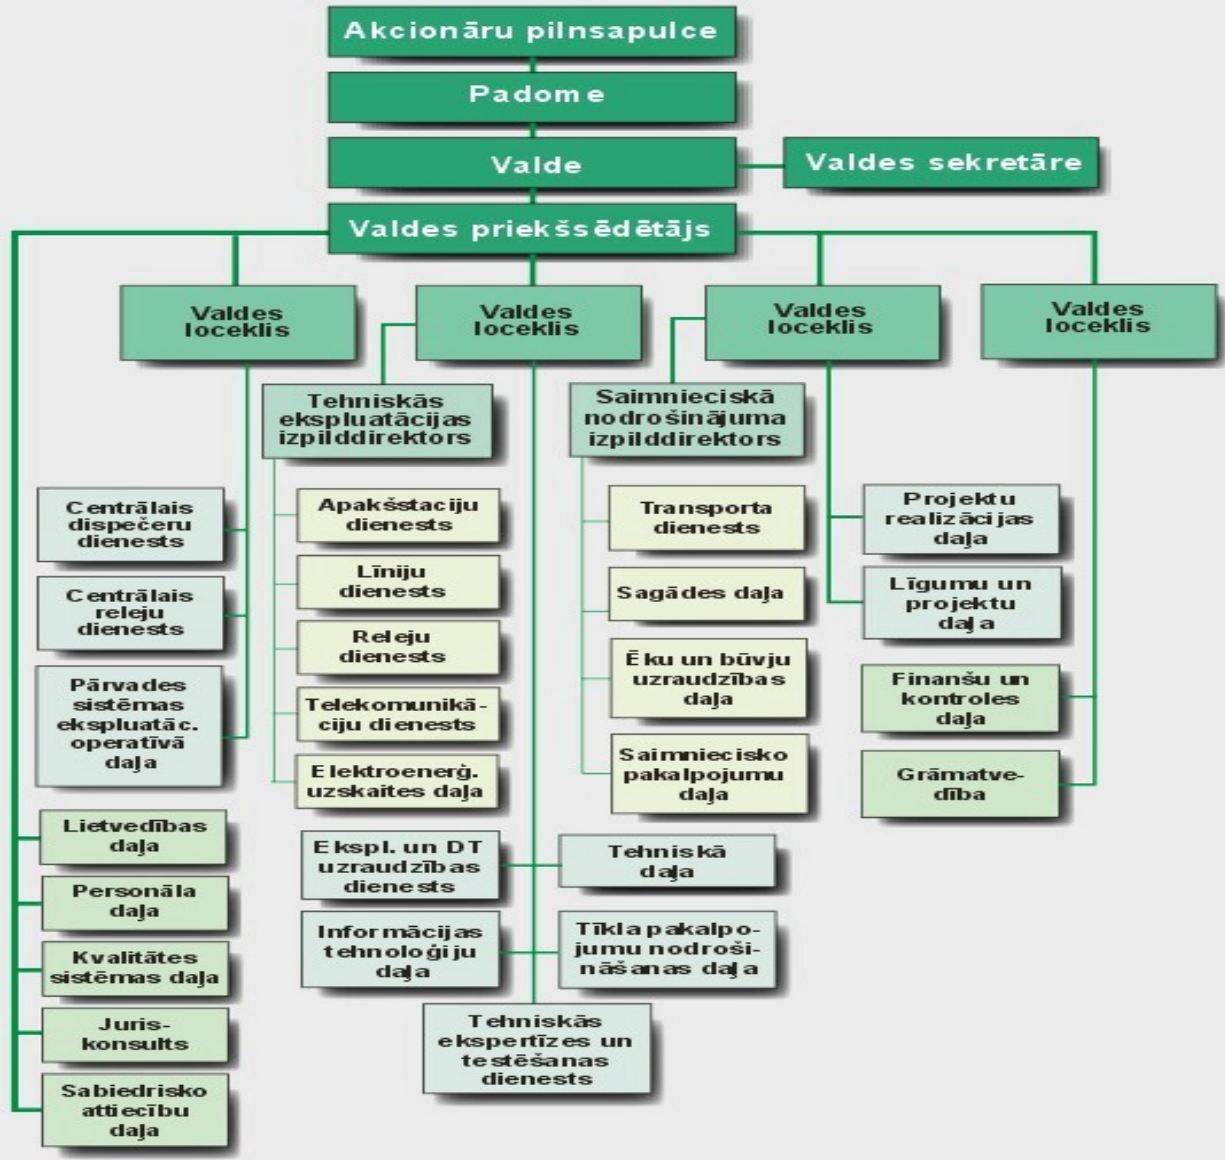 Akcionāru pilnsapulce
Padome
Valde
Valdes sekretāre
Valdes priekšsēdētājs
Valdes
loceklis
Valdes
loceklis
Valdes
loceklis
Valdes
loceklis
Tehniskās
ekspluatācijas
izpilddirektors
Saimnieciskā
nodrošinājuma
izpilddirektors
Centrālais
dispečeru
dienests
Centrālais
releju
dienests
Pārvades
sistēmas
ekspluatāc.
operatīvā
daļa
Apakšstaciju
dienests
Līniju
dienests
Releju
dienests
Telekomunikā-
ciju dienests
Elektroenerģ.
uzskaites daļa
Transporta
dienests
Sagādes daļa
Ēku un būvju
uzraudzības
daļa
Saimniecisko
pakalpojumu
daļa
Projektu
realizācijas
daļa
Līgumu un
projektu
daļa
Finanšu un
kontroles
daļa
Grāmatve-
dība
Lietvedības
daļa
Personāla
daļa
Kvalitātes
sistēmas daļa
Juris-
konsults
Sabiedrisko
attiecību
daļa
Ekspl. un DT
uzraudzības
dienests
Tehniskā
daļa
Informācijas
tehnoloģiju
daļa
Tīkla pakalpo-
jumu nodroši-
nāšanas daļa
Tehniskās
ekspertīzes un
testēšanas
dienests